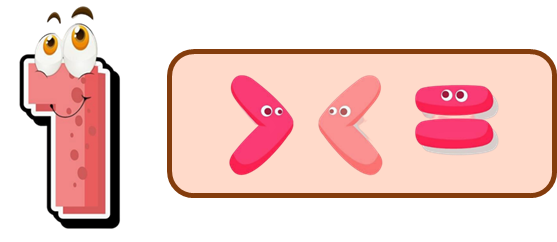 1 > < =